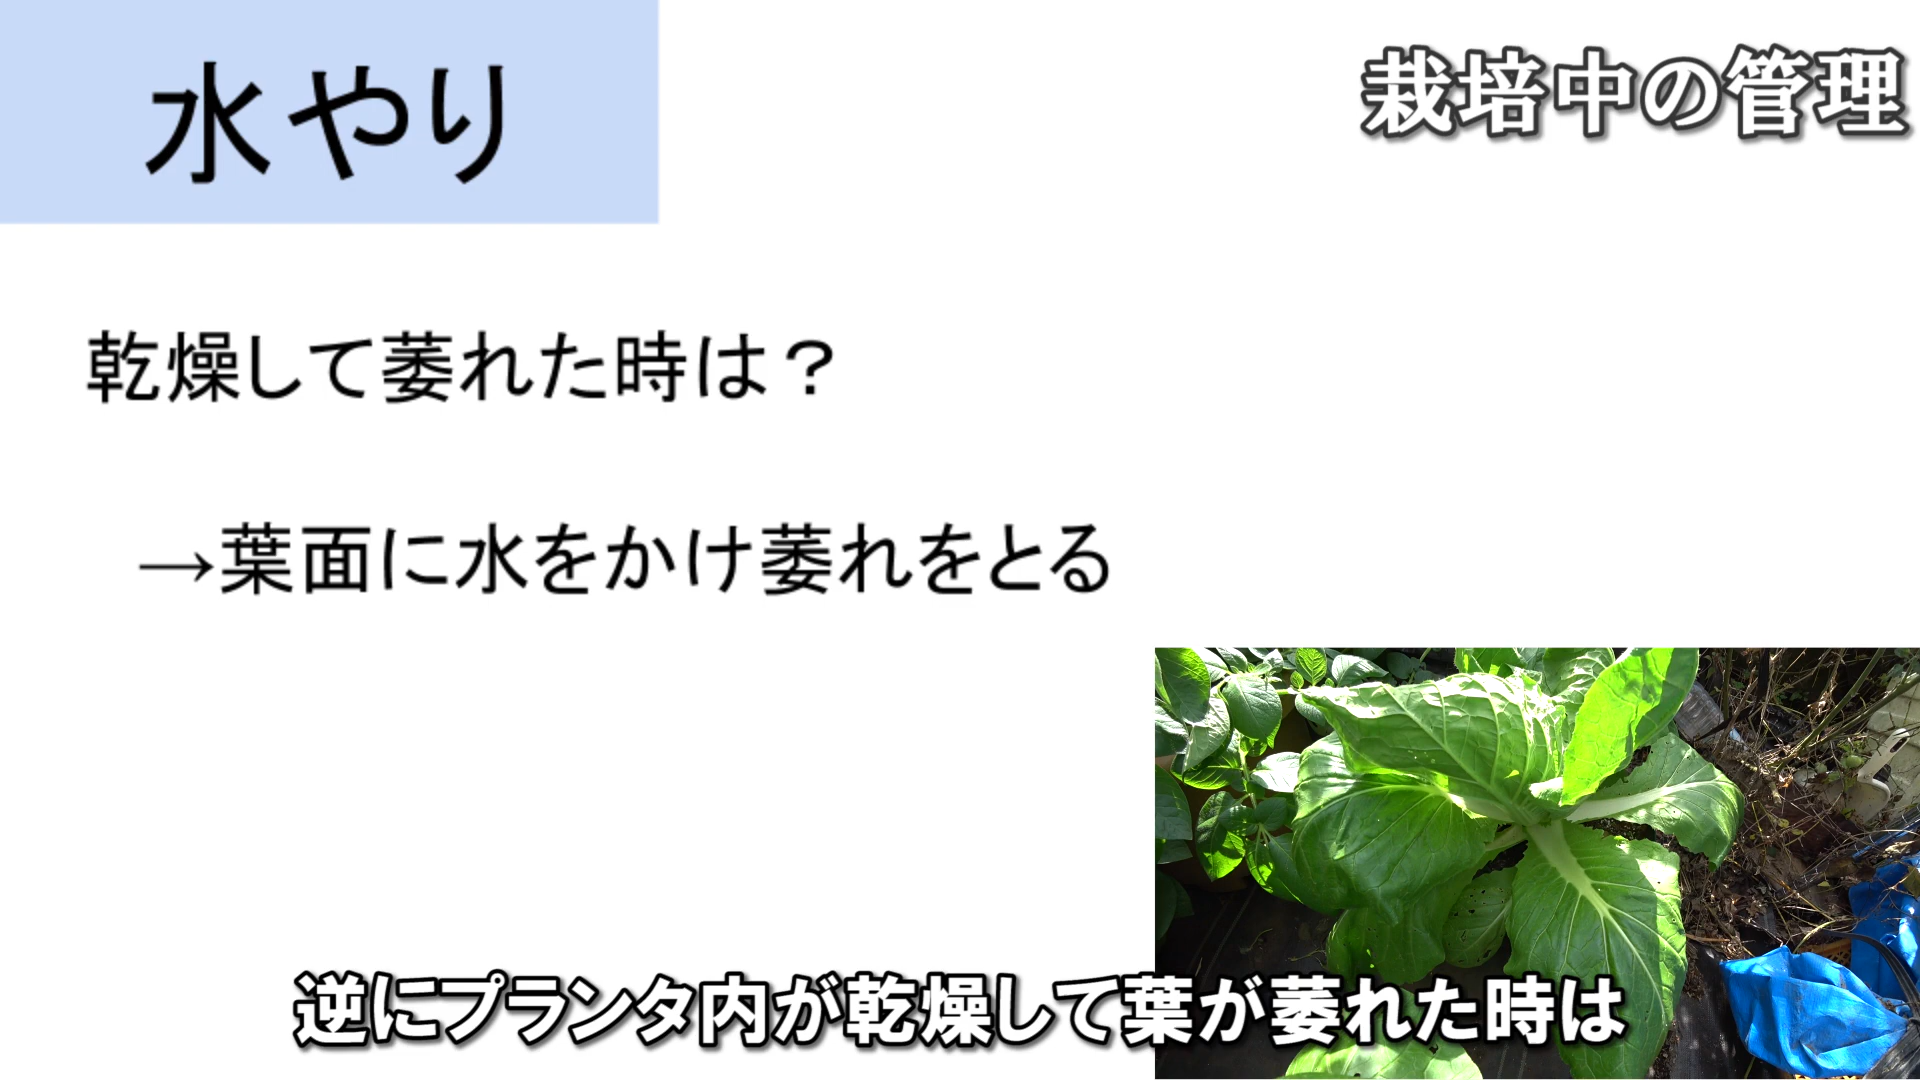 水やり
栽培中の管理
乾燥して萎れた時は？
→葉面に水をかけ萎れをとる
逆にプランタ内が乾燥して葉が萎れた時は